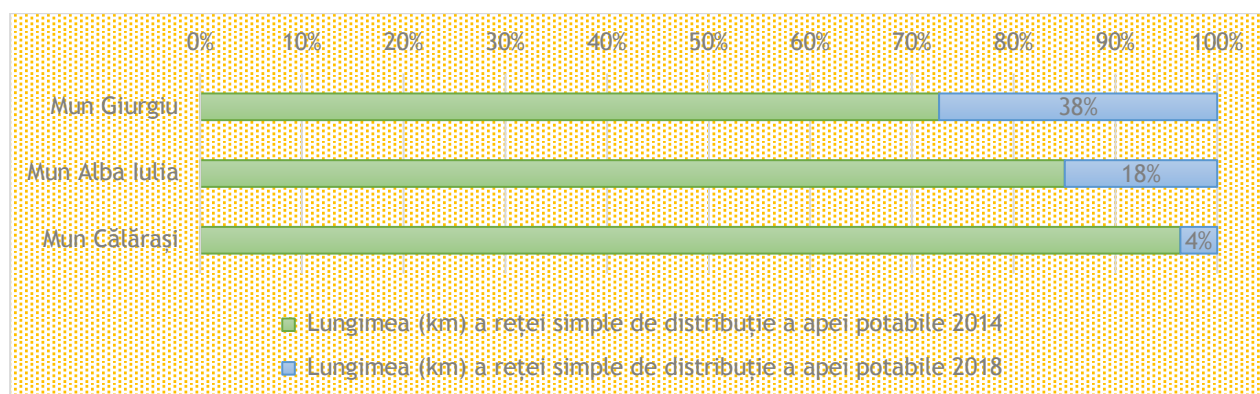 0% 10% 20% 30% 40% 50% 60% 70% 80% 90% 100%
Mun Giurgiu 38%
Mun Alba Iulia 18%
Mun Călărași 4%
Lungimea (km) a reței simple de distribuție a apei potabile 2014
Lungimea (km) a reței simple de distribuție a apei potabile 2018